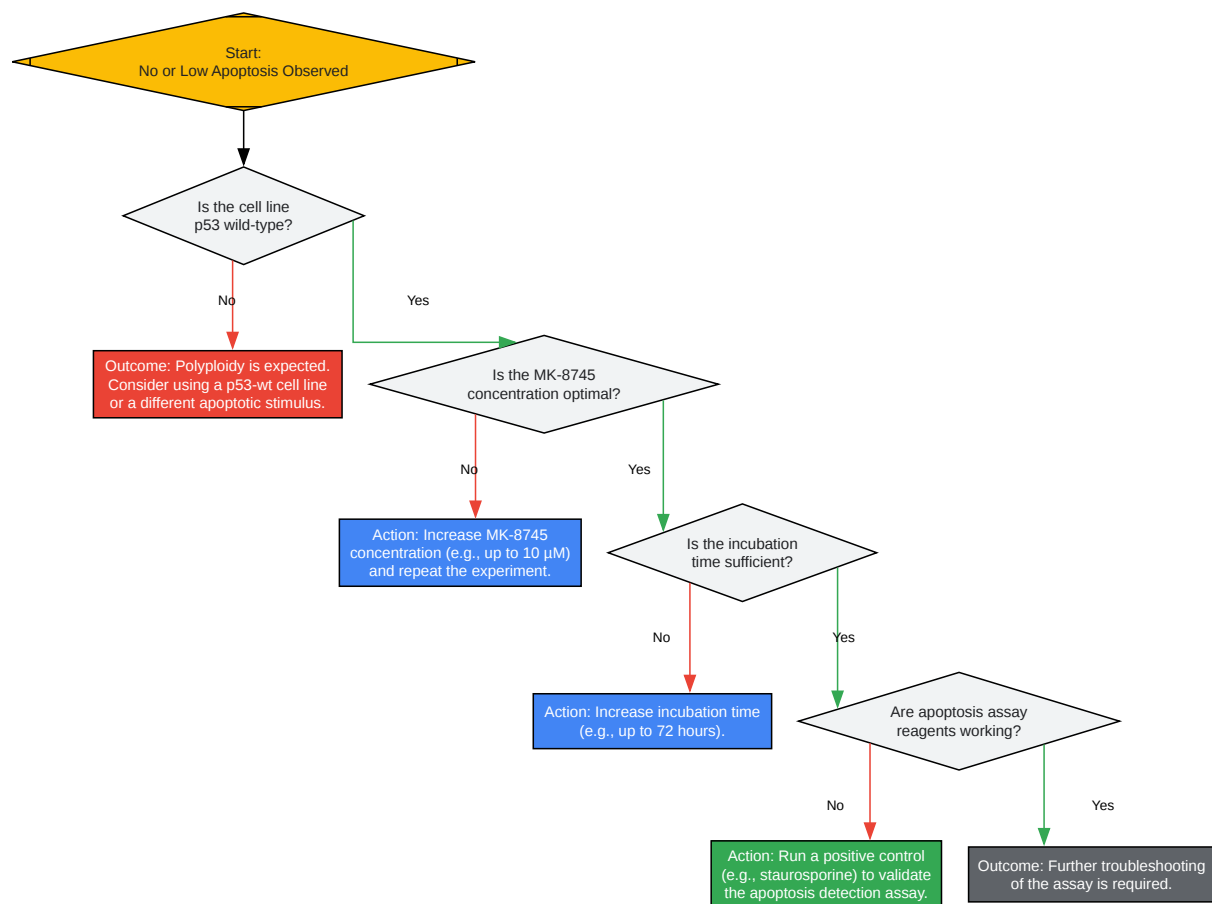 Start:
No or Low Apoptosis Observed
Is the cell line
p53 wild-type?
No
Yes
Outcome: Polyploidy is expected.
Consider using a p53-wt cell line
or a different apoptotic stimulus.
Is the MK-8745
concentration optimal?
No
Yes
Action: Increase MK-8745
concentration (e.g., up to 10 µM)
and repeat the experiment.
Is the incubation
time sufficient?
No
Yes
Action: Increase incubation time
(e.g., up to 72 hours).
Are apoptosis assay
reagents working?
No
Yes
Action: Run a positive control
(e.g., staurosporine) to validate
the apoptosis detection assay.
Outcome: Further troubleshooting
of the assay is required.